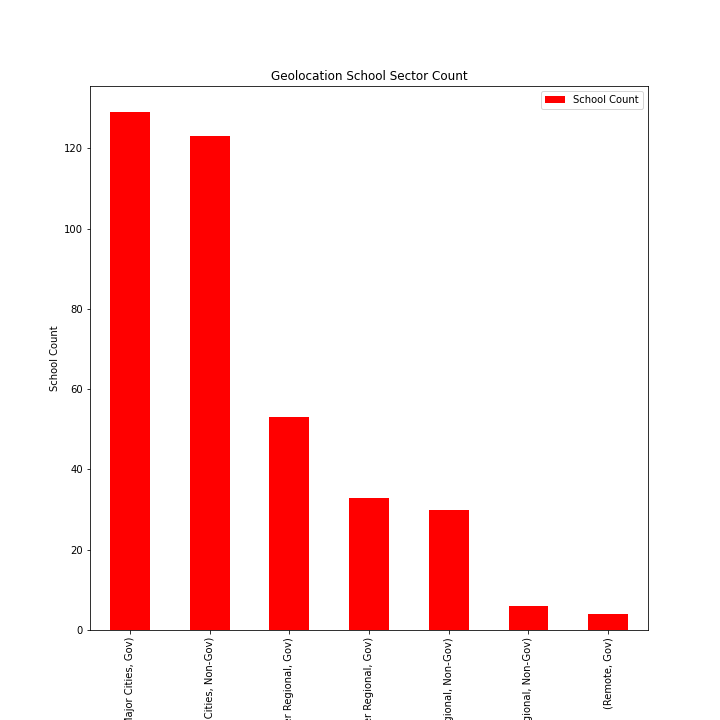 Geolocation School Sector Count
School Count
120
100
80
60
40
20
0
School Count
Major Cities, Gov)
Cities, Non-Gov)
er Regional, Gov)
er Regional, Gov)
gional, Non-Gov)
gional, Non-Gov)
(Remote, Gov)